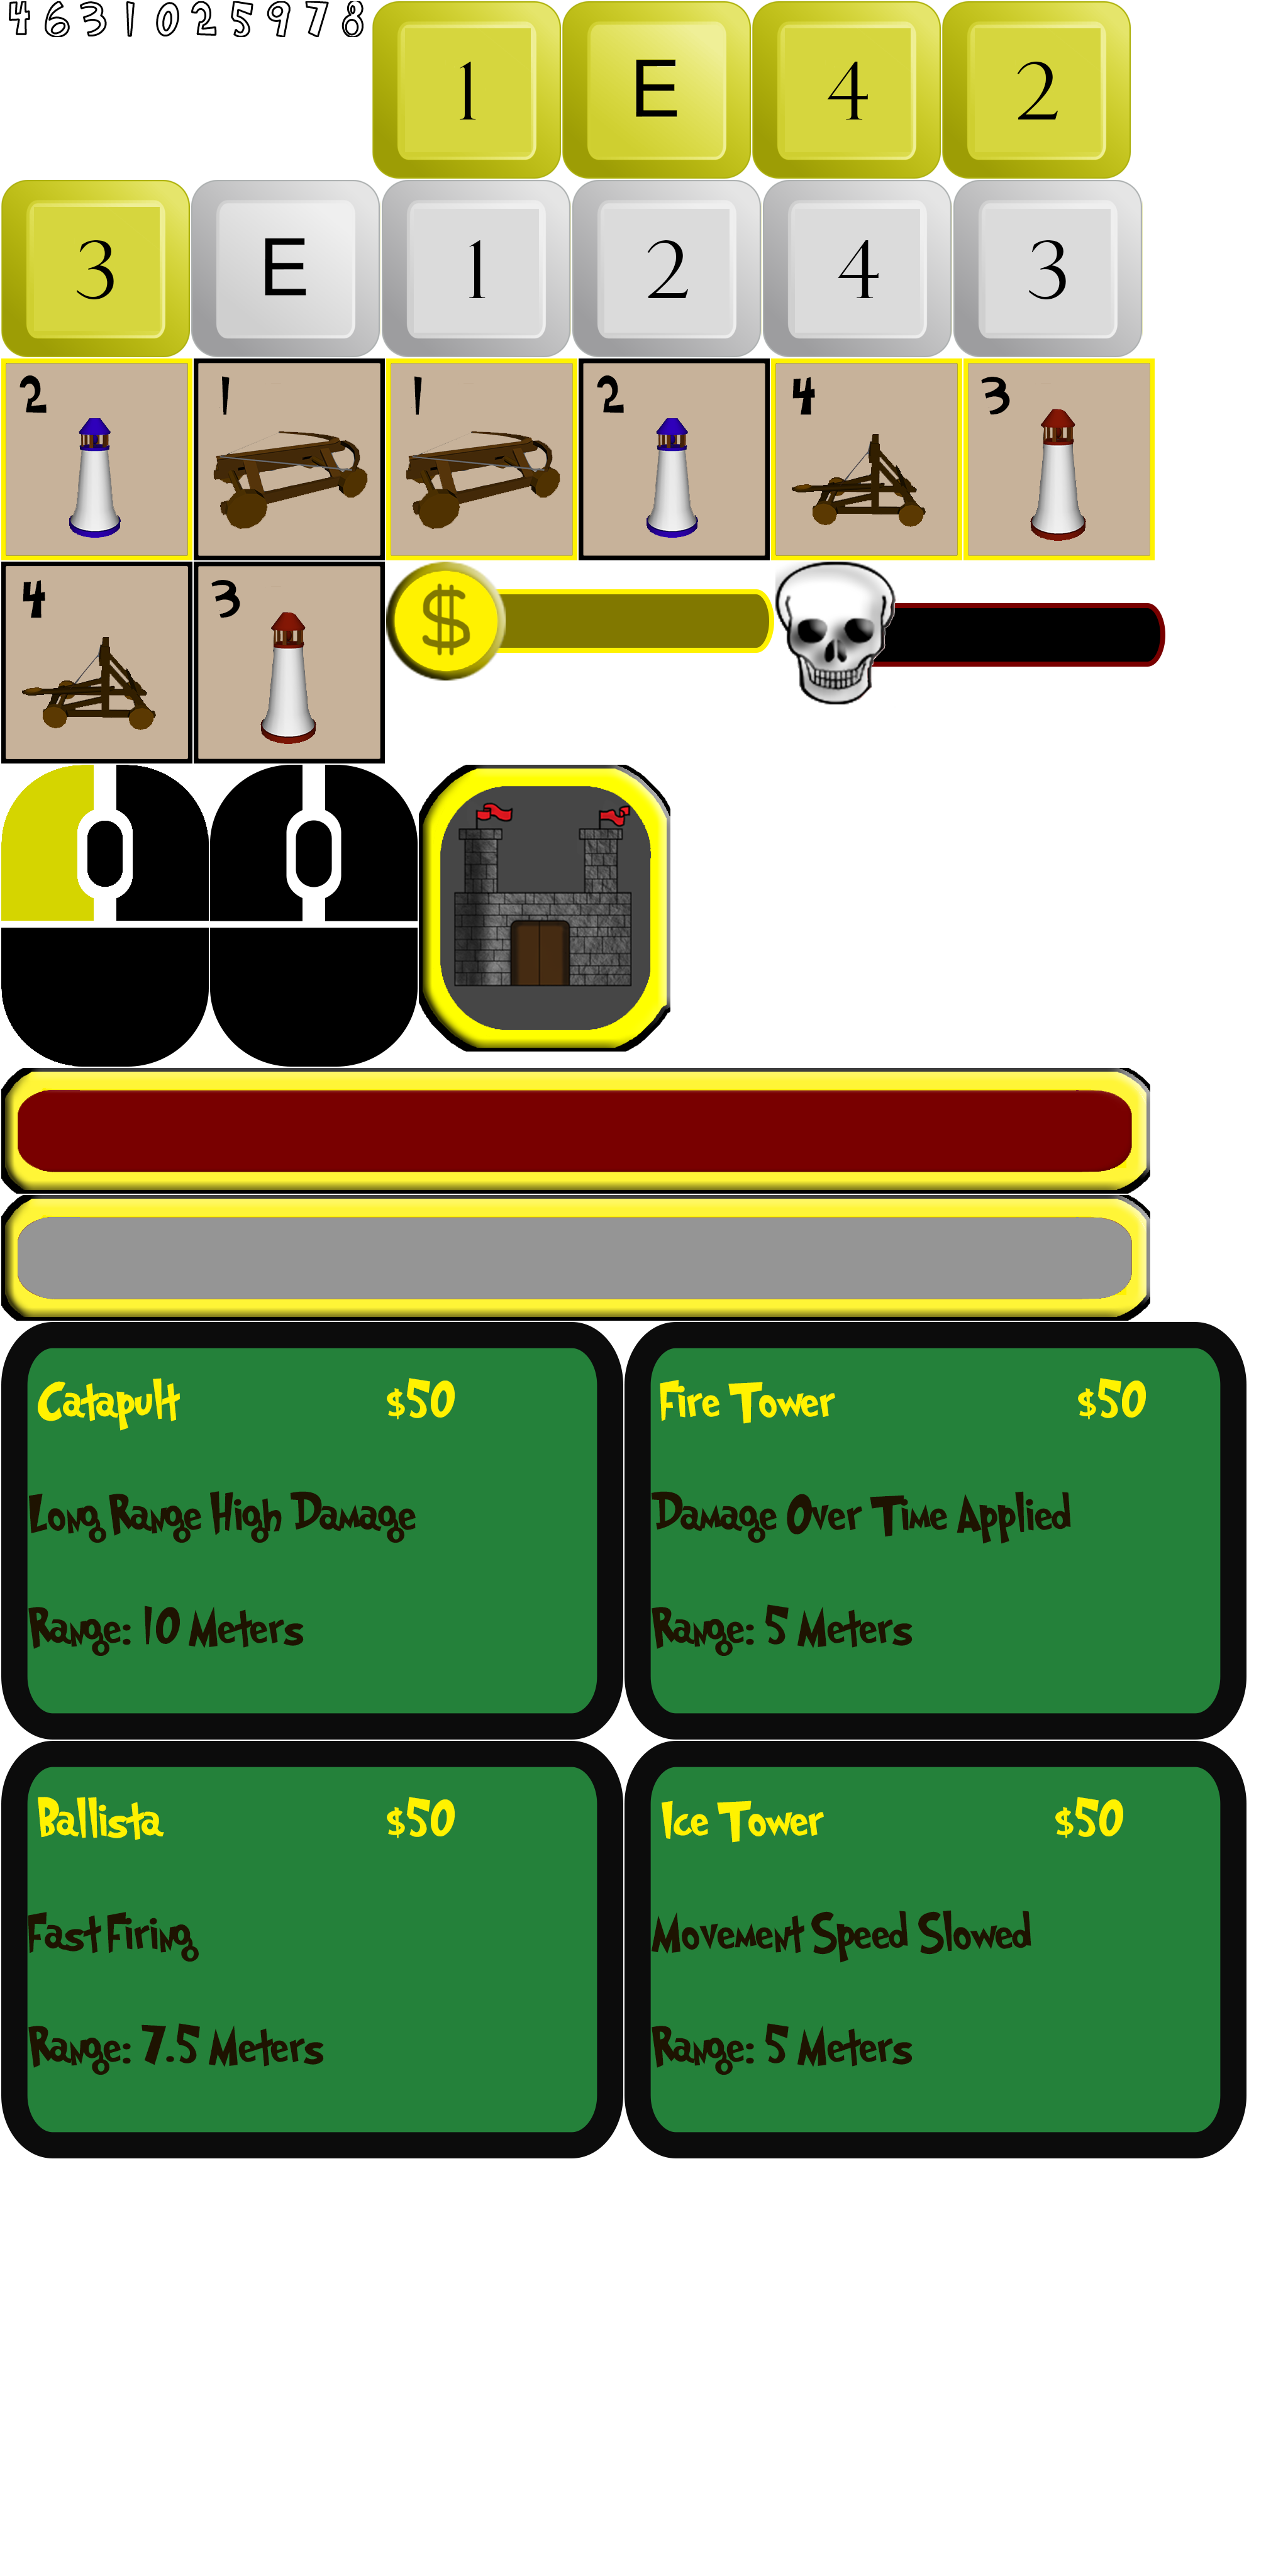 4 6 3 1 0 2 5 9 7 8
1 E 4 2
3 E 1 2 4 3
2 1 1 2 4 3
4 3 $
Catapult $50
Long Range High Damage
Range: 10 Meters
Fire Tower $50
Damage Over Time Applied
Range: 5 Meters
Ballista $50
Fast Firing
Range: 7.5 Meters
Ice Tower $50
Movement Speed Slowed
Range: 5 Meters